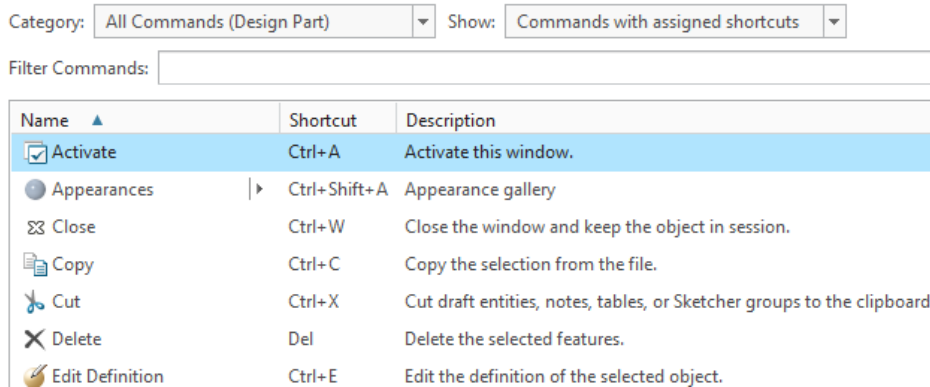 Category: All Commands (Design Part) Show: Commands with assigned shortcuts
Filter Commands:
Name Shortcut Description
Activate Ctrl+A Activate this window.
Appearances Ctrl+Shift+A Appearance gallery
Close Ctrl+W Close the window and keep the object in session.
Copy Ctrl+C Copy the selection from the file.
Cut Ctrl+X Cut draft entities, notes, tables, or Sketcher groups to the clipboard
Delete Del Delete the selected features.
Edit Definition Ctrl+E Edit the definition of the selected object.